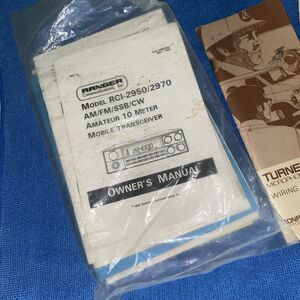 RANGER
MODEL RCI-2950/2970
AM/FM/SSB/CW
AMATEUR 10 METER
MOBILE TRANSCEIVER
OWNER'S MANUAL
TURNE
MICROPHO
WIRING